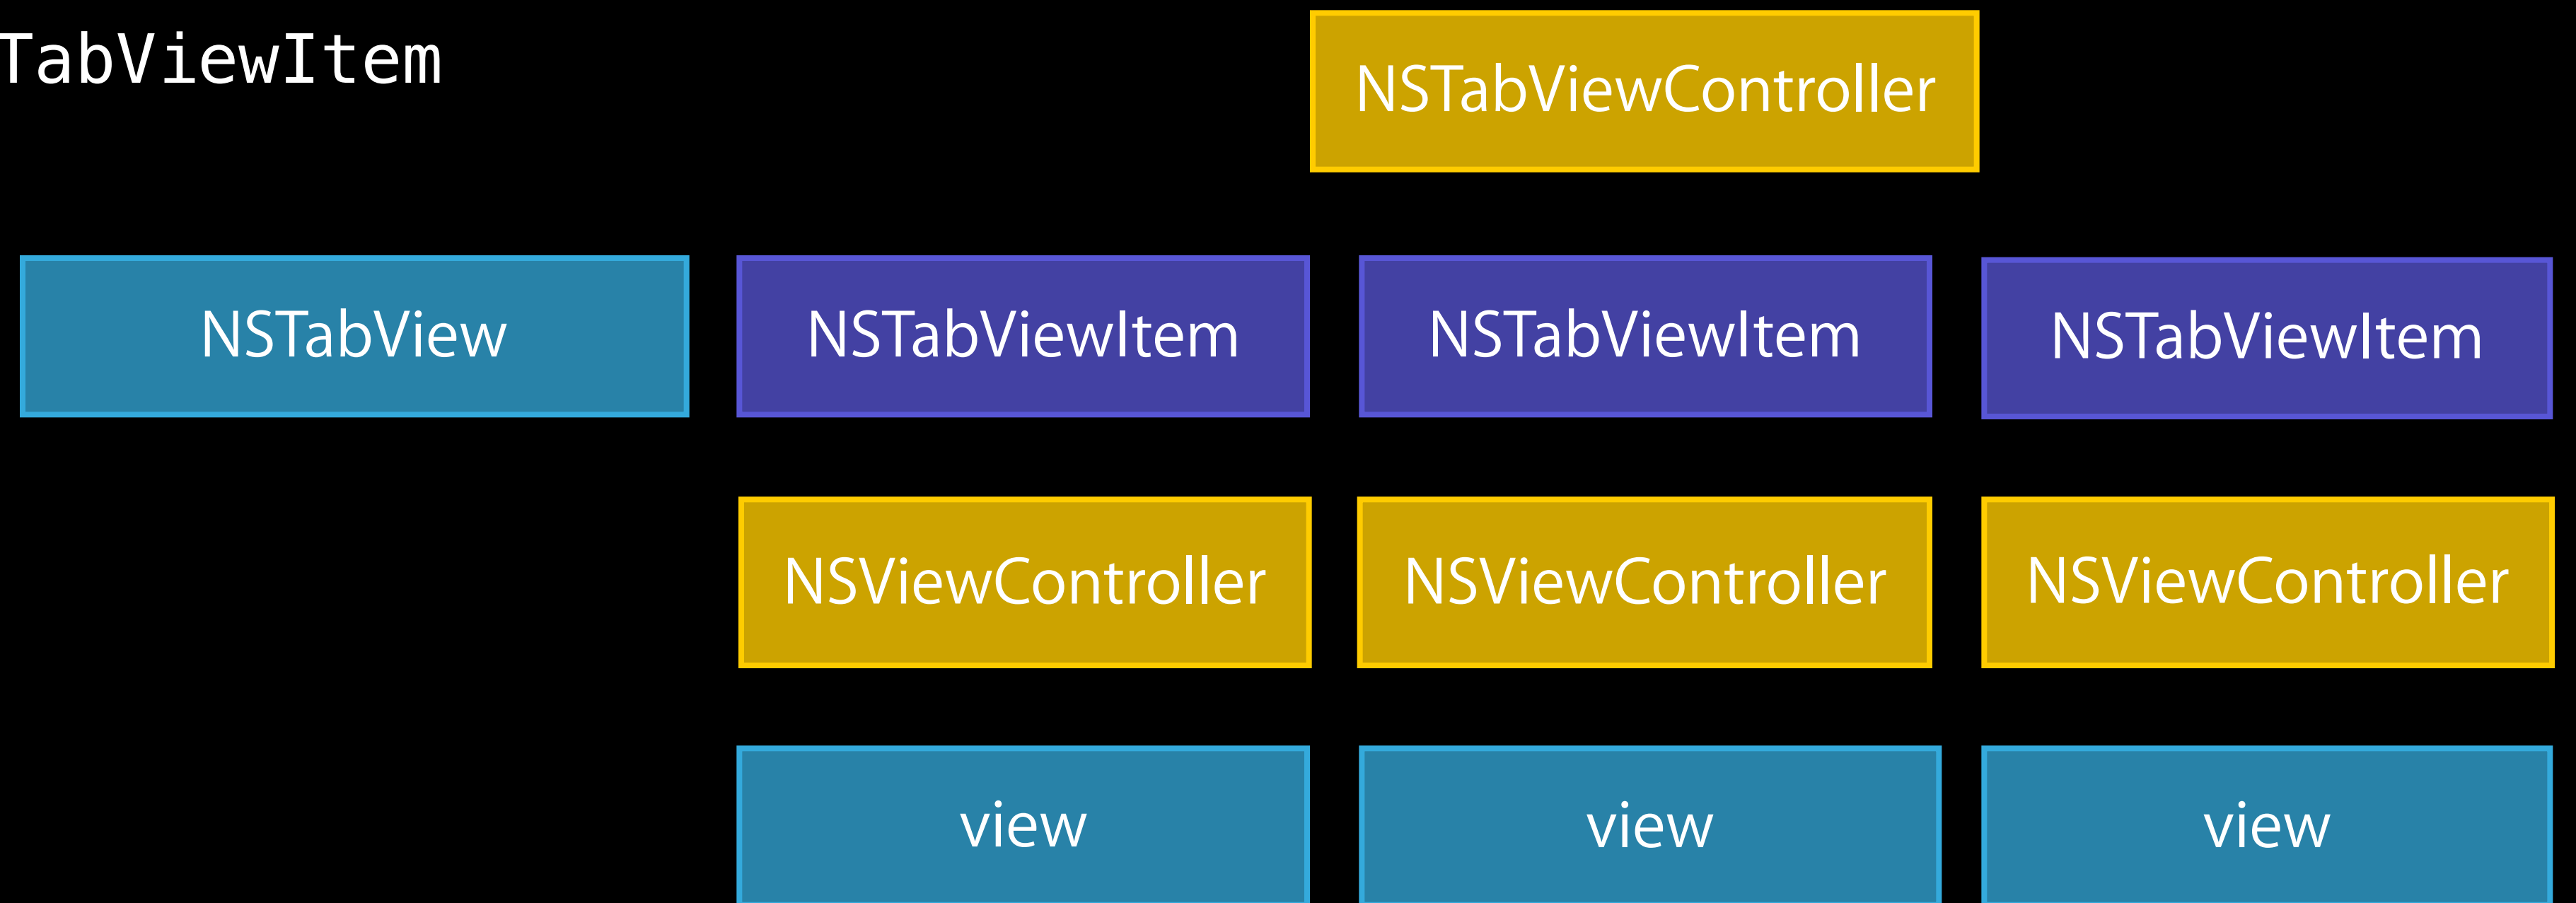 TabViewItem
NSTabViewController
NSTabView NSTabViewItem NSTabViewItem NSTabViewItem
NSViewController NSViewController NSViewController
view view view